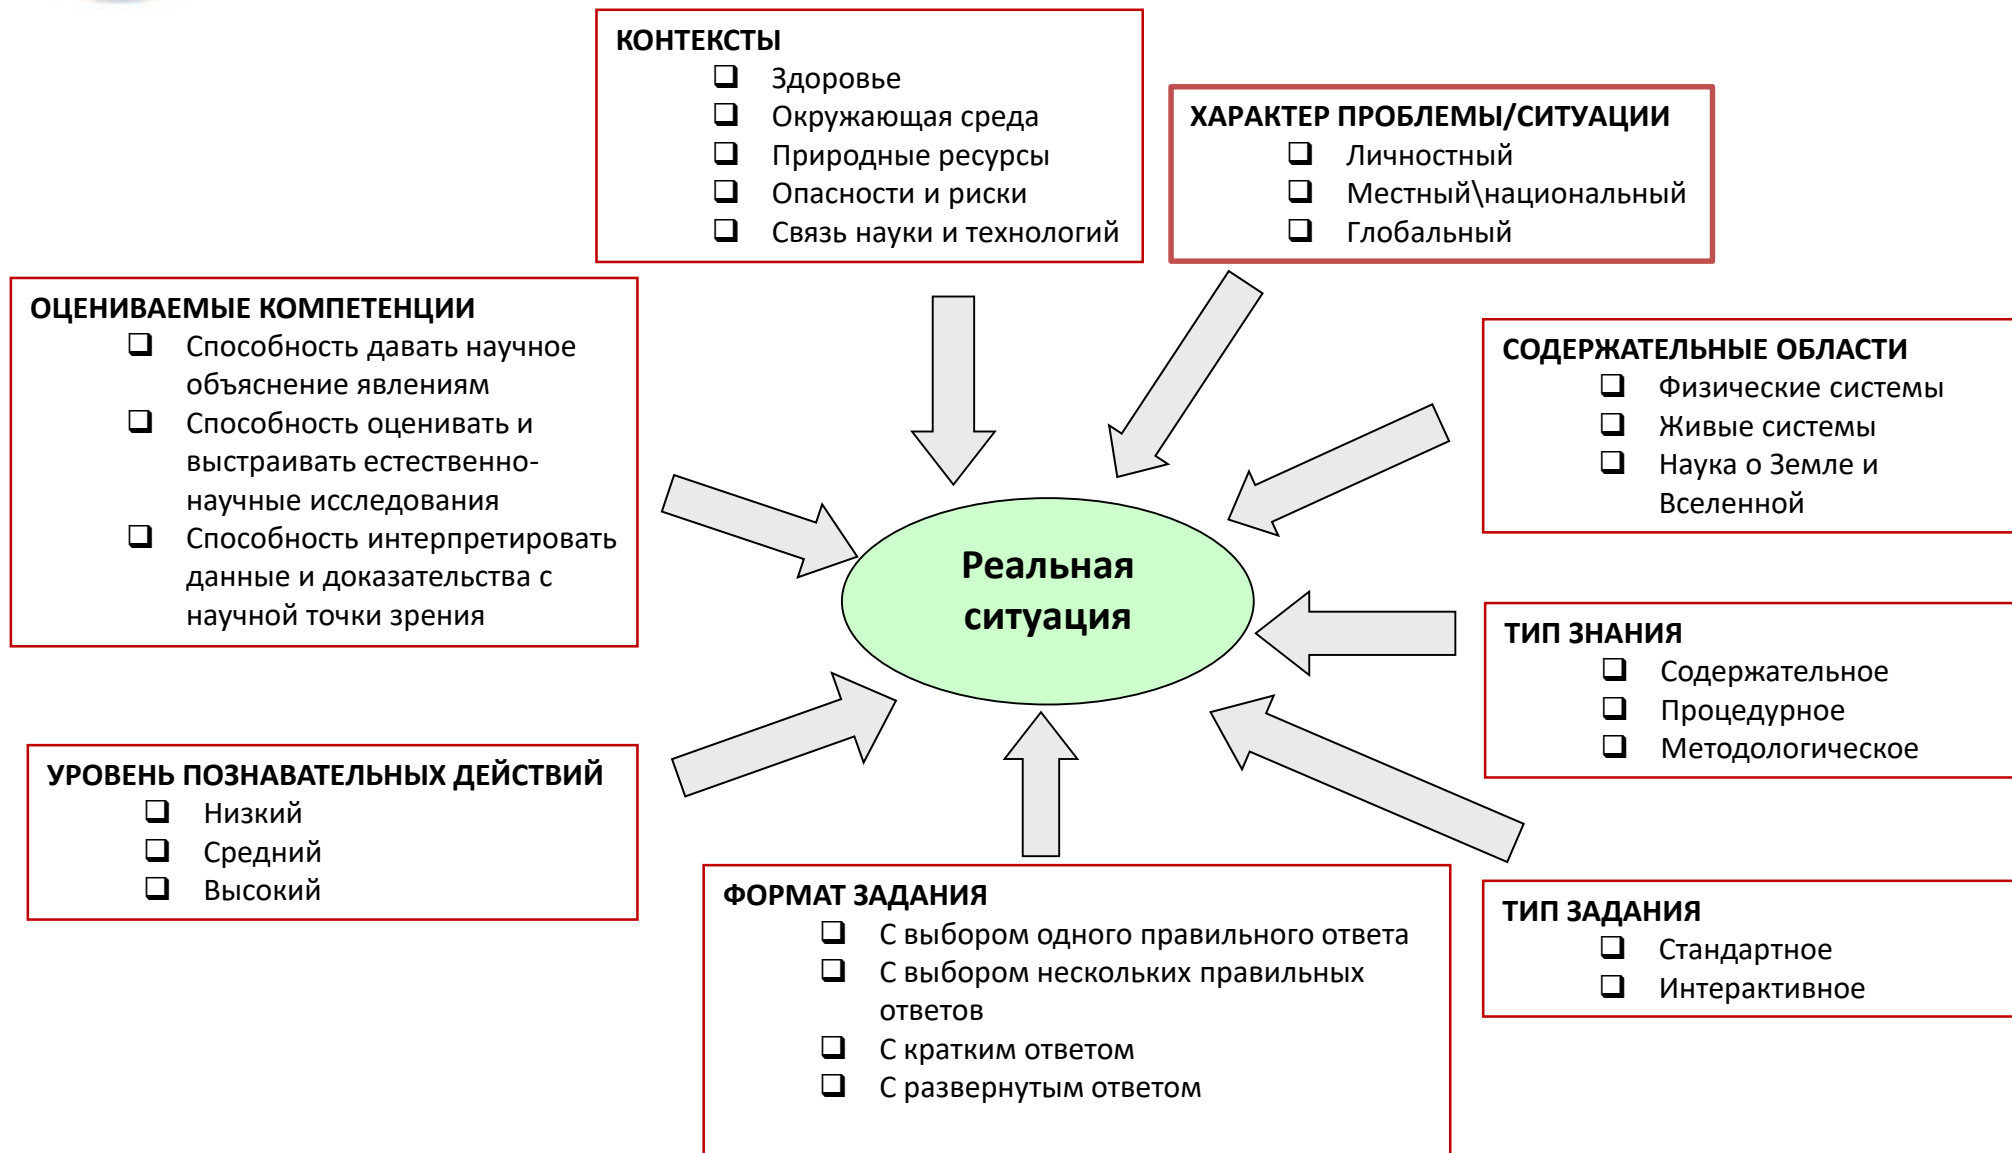 КОНТЕКСТЫ
❑ Здоровье
❑ Окружающая среда
❑ Природные ресурсы
❑ Опасности и риски
❑ Связь науки и технологий
ХАРАКТЕР ПРОБЛЕМЫ/СИТУАЦИИ
❑ Личностный
❑ Местный\национальный
❑ Глобальный
ОЦЕНИВАЕМЫЕ КОМПЕТЕНЦИИ
❑ Способность давать научное
объяснение явлениям
❑ Способность оценивать и
выстраивать естественно-
научные исследования
❑ Способность интерпретировать
данные и доказательства с
научной точки зрения
СОДЕРЖАТЕЛЬНЫЕ ОБЛАСТИ
❑ Физические системы
❑ Живые системы
❑ Наука о Земле и
Вселенной
Реальная
ситуация
ТИП ЗНАНИЯ
❑ Содержательное
❑ Процедурное
❑ Методологическое
УРОВЕНЬ ПОЗНАВАТЕЛЬНЫХ ДЕЙСТВИЙ
❑ Низкий
❑ Средний
❑ Высокий
ФОРМАТ ЗАДАНИЯ
❑ С выбором одного правильного ответа
❑ С выбором нескольких правильных
ответов
❑ С кратким ответом
❑ С развернутым ответом
ТИП ЗАДАНИЯ
❑ Стандартное
❑ Интерактивное